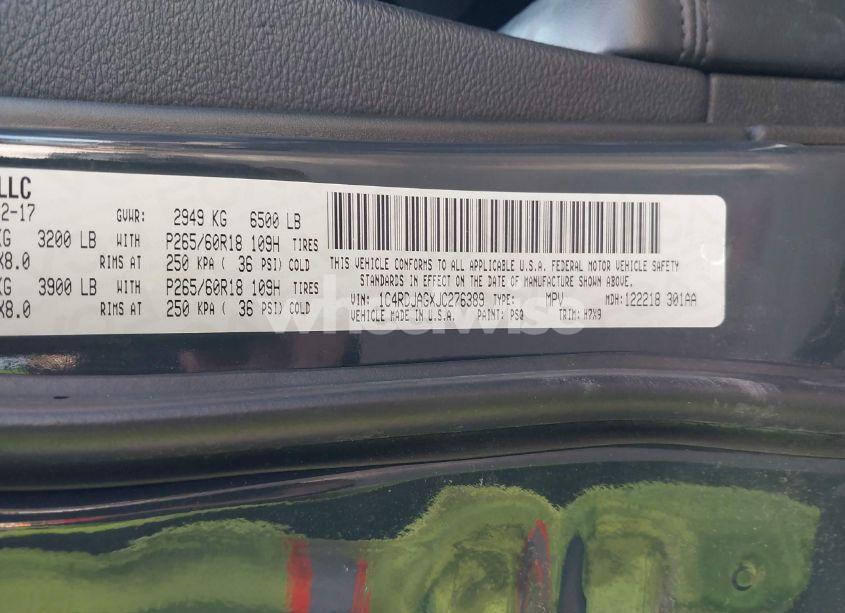 LLC
2-17 GVWR: 2949 KG 6500 LB
KG 3200 LB WITH P265/60R18 109H TIRES
X8.0 RIMS AT 250 KPA ( 36 PSI) COLD
KG 3900 LB WITH P265/60R18 109H TIRES
X8.0 RIMS AT 250 KPA ( 36 PSI) COLD
THIS VEHICLE CONFORMS TO ALL APPLICABLE U.S.A. FEDERAL MOTOR VEHICLE SAFETY
STANDARDS IN EFFECT ON THE DATE OF MANUFACTURE SHOWN ABOVE.
VIN: 1C4RDJAGXJC276389 TYPE: MPV MDH: 122218 301AA
VEHICLE MADE IN U.S.A. PAINT: PSQ TRIM: H7X9
wheelwise